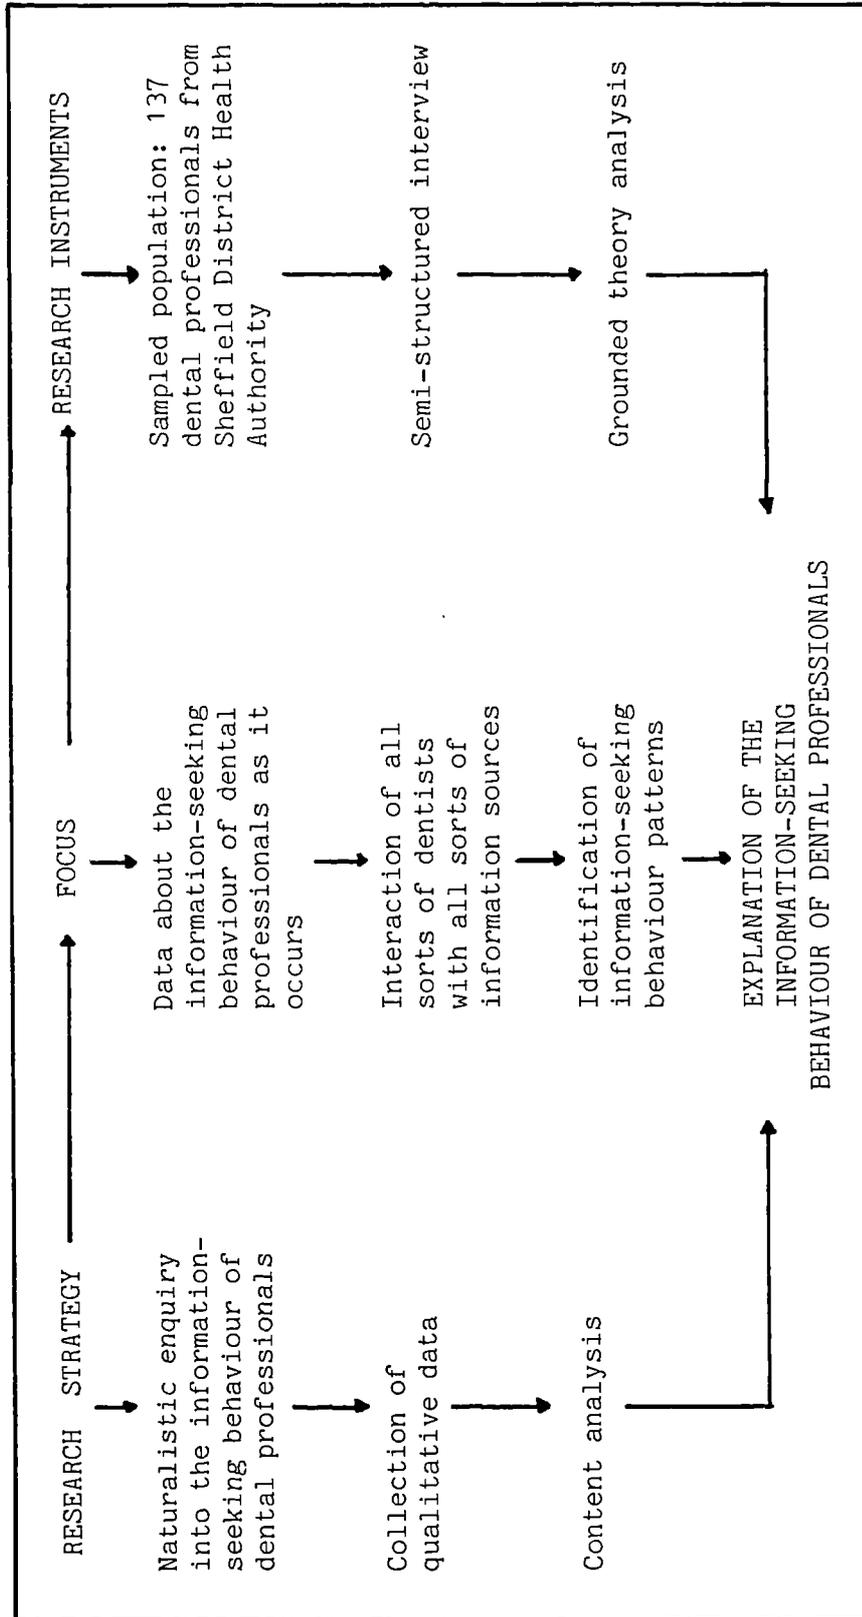 RESEARCH STRATEGY
Naturalistic enquiry
into the information-
seeking behaviour of
dental professionals
Collection of
qualitative data
Content analysis
FOCUS
Data about the
information-seeking
behaviour of dental
professionals as it
occurs
Interaction of all
sorts of dentists
with all sorts of
information sources
Identification of
information-seeking
behaviour patterns
EXPLANATION OF THE
INFORMATION-SEEKING
BEHAVIOUR OF DENTAL PROFESSIONALS
RESEARCH INSTRUMENTS
Sampled population: 137
dental professionals from
Sheffield District Health
Authority
Semi-structured interview
Grounded theory analysis